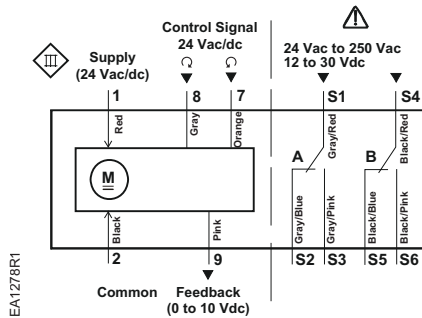 Control Signal
24 Vac/dc
Supply
(24 Vac/dc)
24 Vac to 250 Vac
12 to 30 Vdc
III
1
8
7
S1
S4
Red
Gray
Orange
Gray/Red
Black/Red
A
B
M
Black
Pink
Gray/Blue
Gray/Pink
Black/Blue
Black/Pink
2
9
S2
S3
S5
S6
Common
Feedback
(0 to 10 Vdc)
EA1278R1